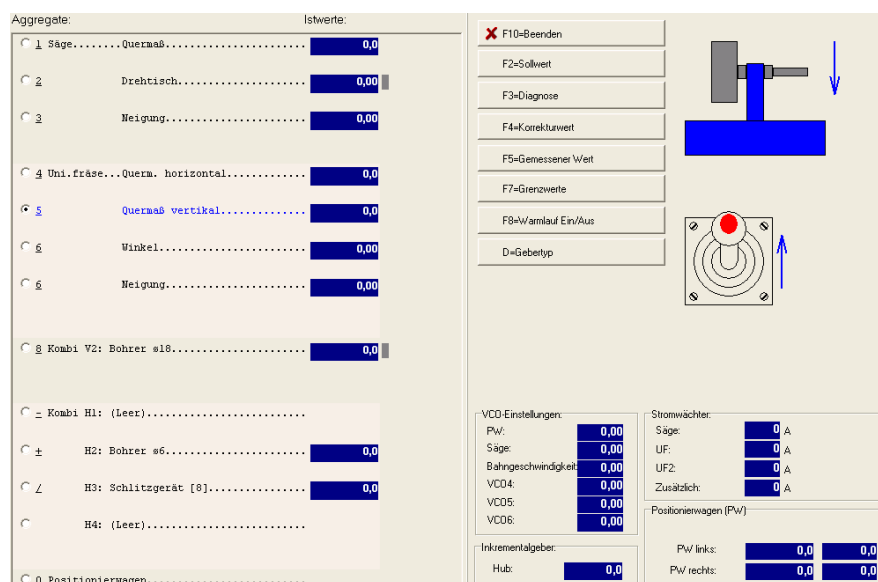 Aggregate: Istwerte:
1 Säge........Quermaß...................... 0,0
2 Drehtisch...................... 0,00
3 Neigung...................... 0,00
4 Uni.fräse...Querm. horizontal............ 0,0
5 Quermaß vertikal............. 0,0
6 Winkel...................... 0,00
6 Neigung...................... 0,00
8 Kombi V2: Bohrer ø18..................... 0,0
- Kombi H1: (Leer).........................
+ H2: Bohrer ø6...................... 0,0
/ H3: Schlitzgerät [8]................ 0,0
H4: (Leer).........................
0 Positionierwagen.........................
F10=Beenden
F2=Sollwert
F3=Diagnose
F4=Korrekturwert
F5=Gemessener Wert
F7=Grenzwerte
F8=Warmlauf Ein/Aus
D=Gebertyp
VCO-Einstellungen:
PW: 0,00
Säge: 0,00
Bahngeschwindigkeit: 0,00
VCO4: 0,00
VCO5: 0,00
VCO6: 0,00
Inkrementalgeber:
Hub: 0,0
Stromwächter:
Säge: 0 A
UF: 0 A
UF2: 0 A
Zusätzlich: 0 A
Positionierwagen (PW)
PW links: 0,0 0,0
PW rechts: 0,0 0,0